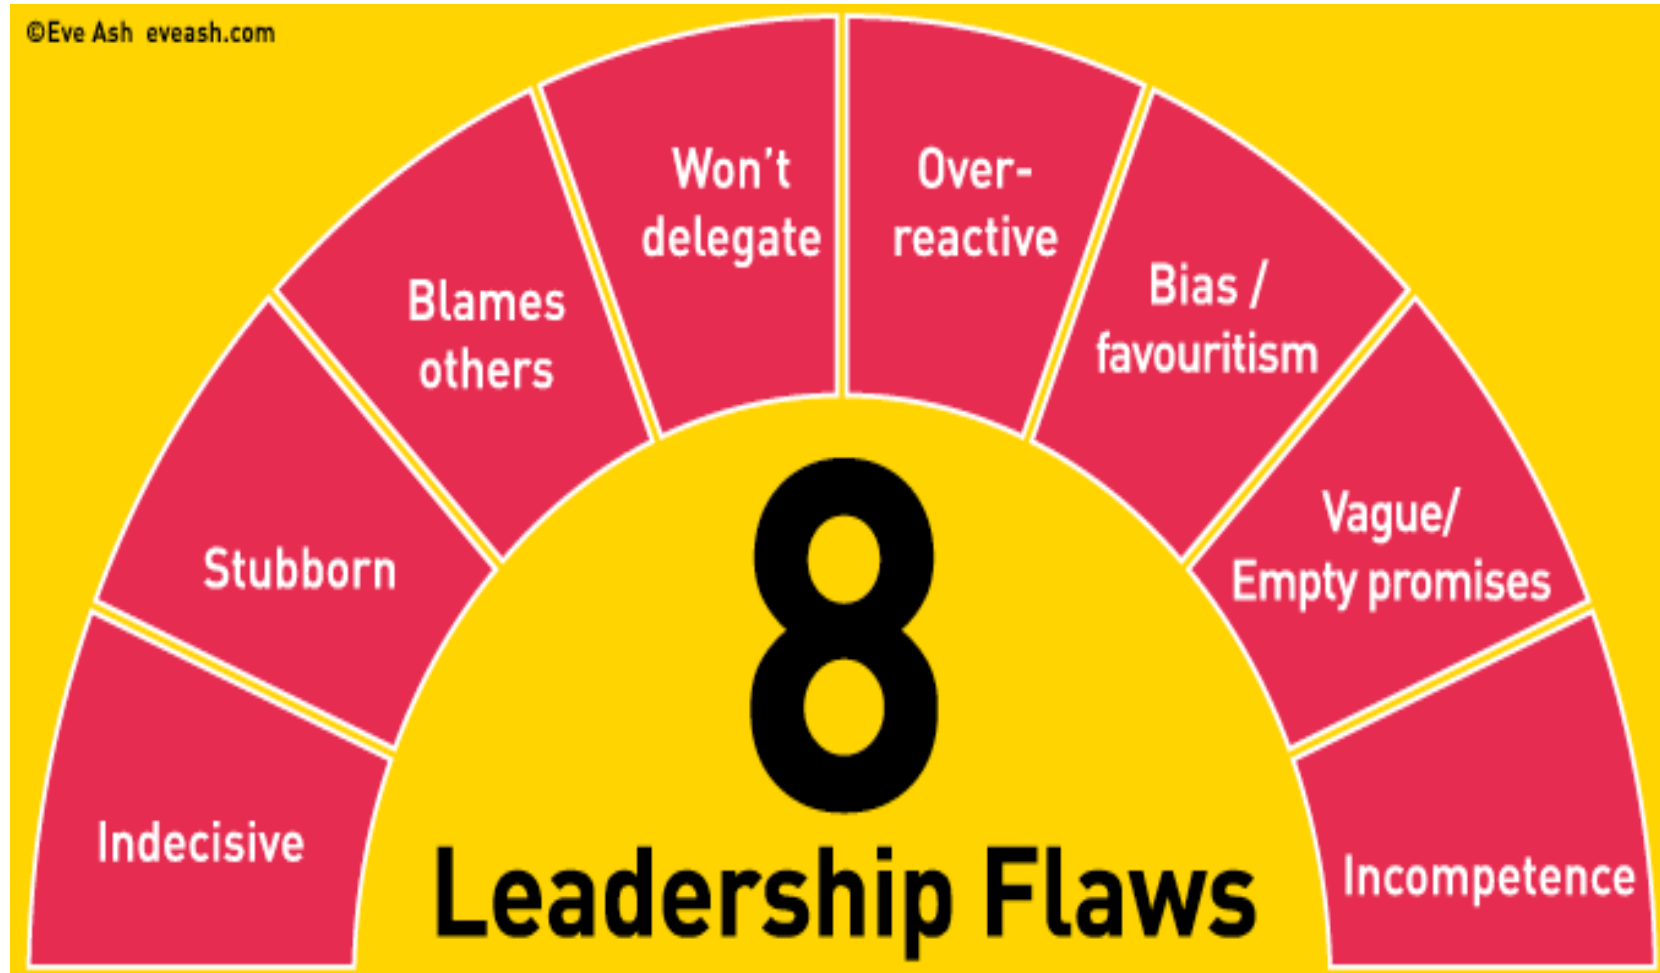 ©Eve Ash eveash.com
Indecisive
Stubborn
Blames
others
Won't
delegate
Over-
reactive
Bias /
favouritism
Vague/
Empty promises
Incompetence
8
Leadership Flaws